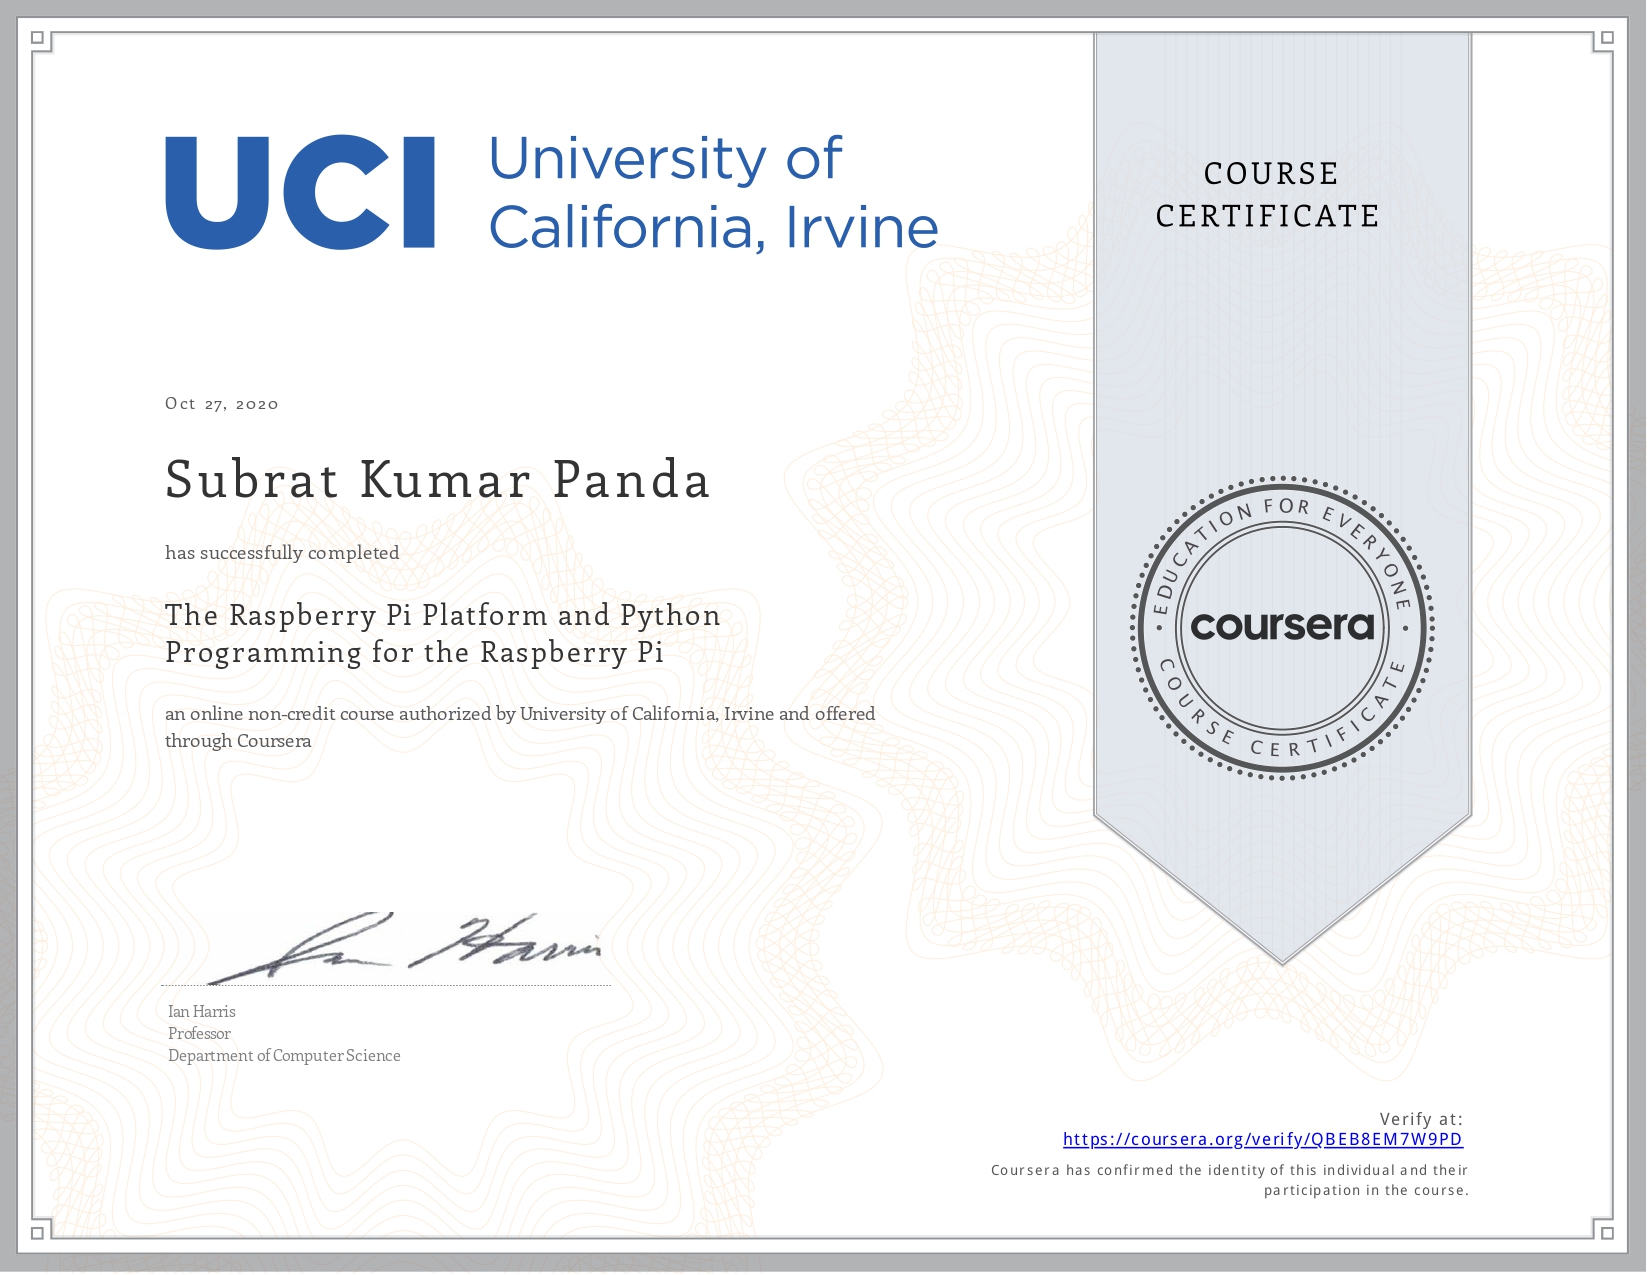 UCI
University of
California, Irvine
COURSE
CERTIFICATE
Oct 27, 2020
Subrat Kumar Panda
has successfully completed
The Raspberry Pi Platform and Python
Programming for the Raspberry Pi
an online non-credit course authorized by University of California, Irvine and offered
through Coursera
EDUCATION FOR EVERYONE
coursera
COURSE CERTIFICATE
Ian Harris
Ian Harris
Professor
Department of Computer Science
Verify at:
https://coursera.org/verify/QBEB8EM7W9PD
Coursera has confirmed the identity of this individual and their
participation in the course.